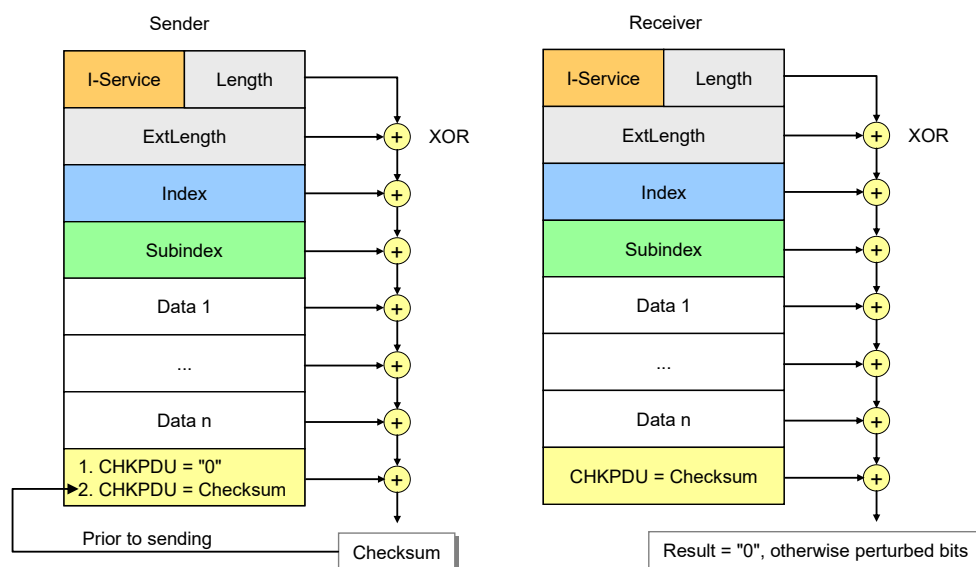 Sender
I-Service
Length
ExtLength
XOR
Index
Subindex
Data 1
...
Data n
1. CHKPDU = "0"
2. CHKPDU = Checksum
Prior to sending
Checksum
Receiver
I-Service
Length
ExtLength
XOR
Index
Subindex
Data 1
...
Data n
CHKPDU = Checksum
Result = "0", otherwise perturbed bits